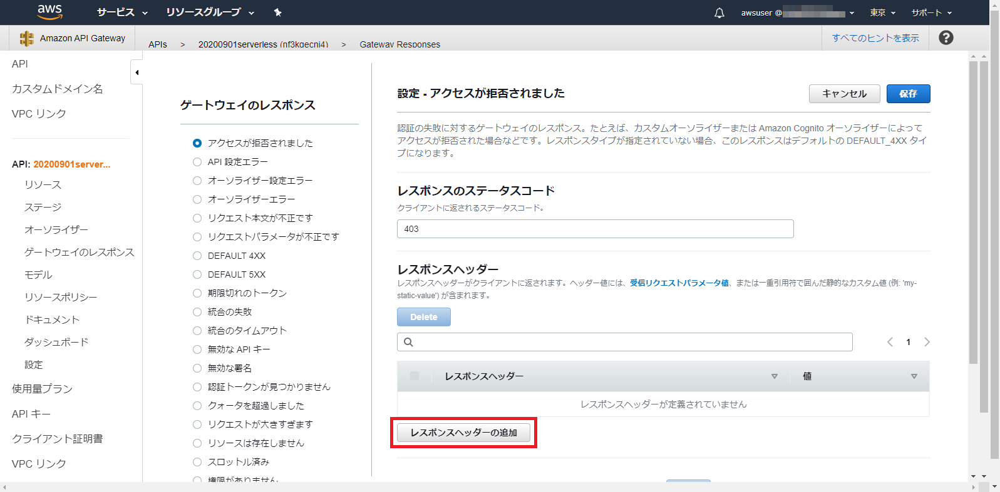 aws
サービス
リソースグループ
awsuser @
東京
サポート
Amazon API Gateway
APIs > 20200901serverless (nf3kqecni4) > Gateway Responses
すべてのヒントを表示
?
API
カスタムドメイン名
VPC リンク
API: 20200901server...
リソース
ステージ
オーソライザー
ゲートウェイのレスポンス
モデル
リソースポリシー
ドキュメント
ダッシュボード
設定
使用量プラン
API キー
クライアント証明書
VPC リンク
ゲートウェイのレスポンス
アクセスが拒否されました
API 設定エラー
オーソライザー設定エラー
オーソライザーエラー
リクエスト本文が不正です
リクエストパラメータが不正です
DEFAULT 4XX
DEFAULT 5XX
期限切れのトークン
統合の失敗
統合のタイムアウト
無効な API キー
無効な署名
認証トークンが見つかりません
クォータを超過しました
リクエストが大きすぎます
リソースは存在しません
スロットル済み
権限がありません
設定 - アクセスが拒否されました
キャンセル
保存
認証の失敗に対するゲートウェイのレスポンス。たとえば、カスタムオーソライザーまたは Amazon Cognito オーソライザーによって
アクセスが拒否された場合などです。レスポンスタイプが指定されていない場合、このレスポンスはデフォルトの DEFAULT_4XX タイ
プになります。
レスポンスのステータスコード
クライアントに返されるステータスコード。
403
レスポンスヘッダー
レスポンスヘッダーがクライアントに返されます。ヘッダー値には、受信リクエストパラメータ値、または一重引用符で囲んだ静的なカスタム値 (例: 'my-
static-value') が含まれます。
Delete
1
レスポンスヘッダー
値
レスポンスヘッダーが定義されていません
レスポンスヘッダーの追加